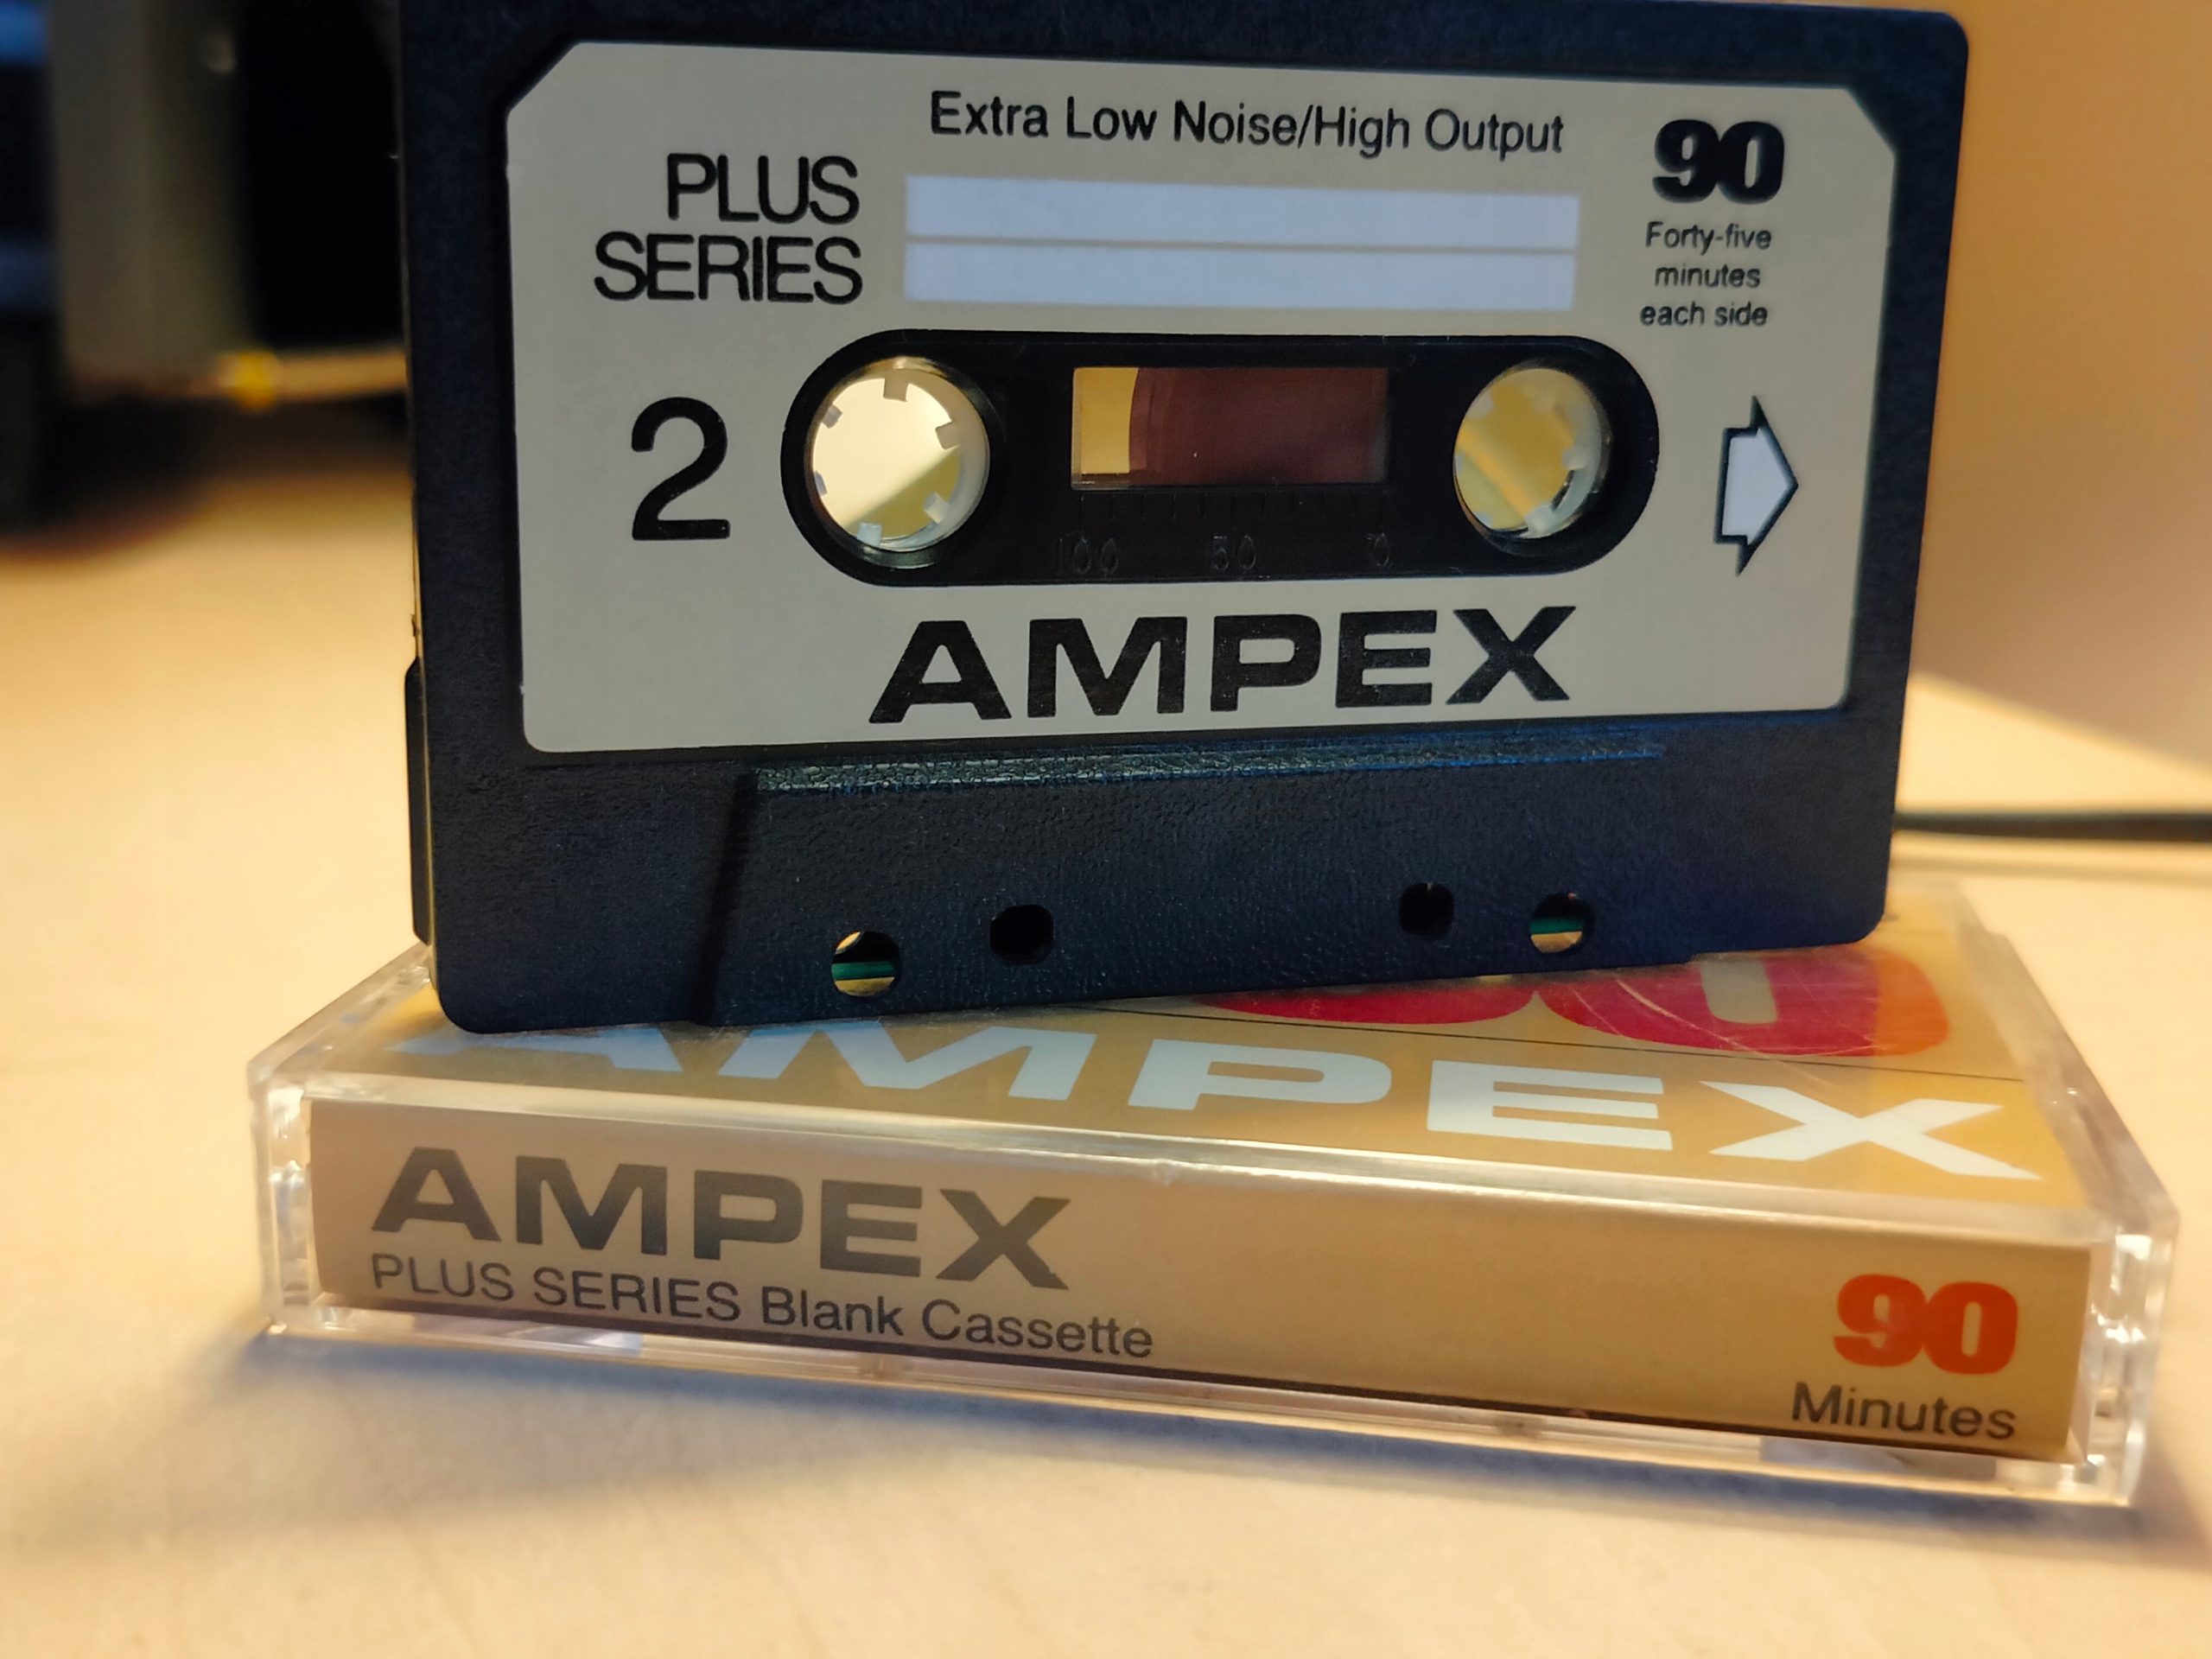 Extra Low Noise/High Output
PLUS
SERIES
90
Forty-five
minutes
each side
2
100 50 0
AMPEX
90
AMPEX
AMPEX
PLUS SERIES Blank Cassette
90
Minutes